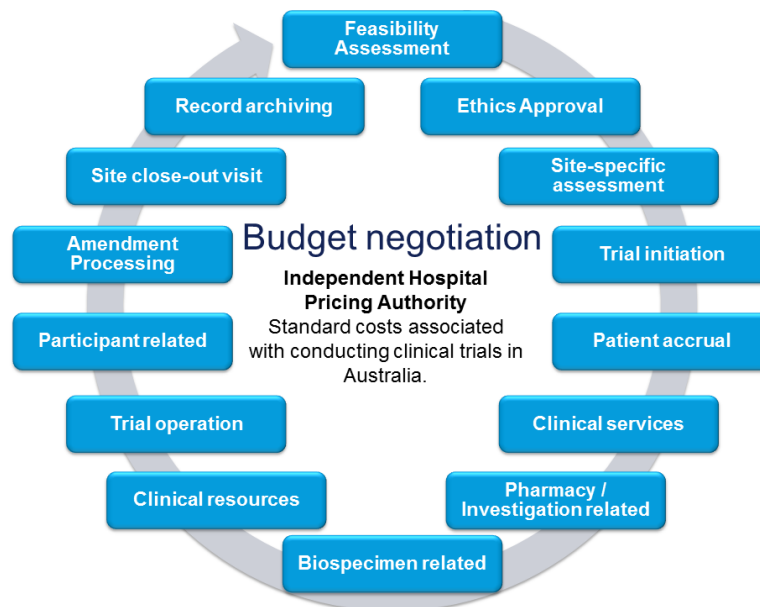 Feasibility
Assessment
Ethics Approval
Site-specific
assessment
Trial initiation
Patient accrual
Clinical services
Pharmacy /
Investigation related
Biospecimen related
Clinical resources
Trial operation
Participant related
Amendment
Processing
Site close-out visit
Record archiving
Budget negotiation
Independent Hospital
Pricing Authority
Standard costs associated
with conducting clinical trials in
Australia.